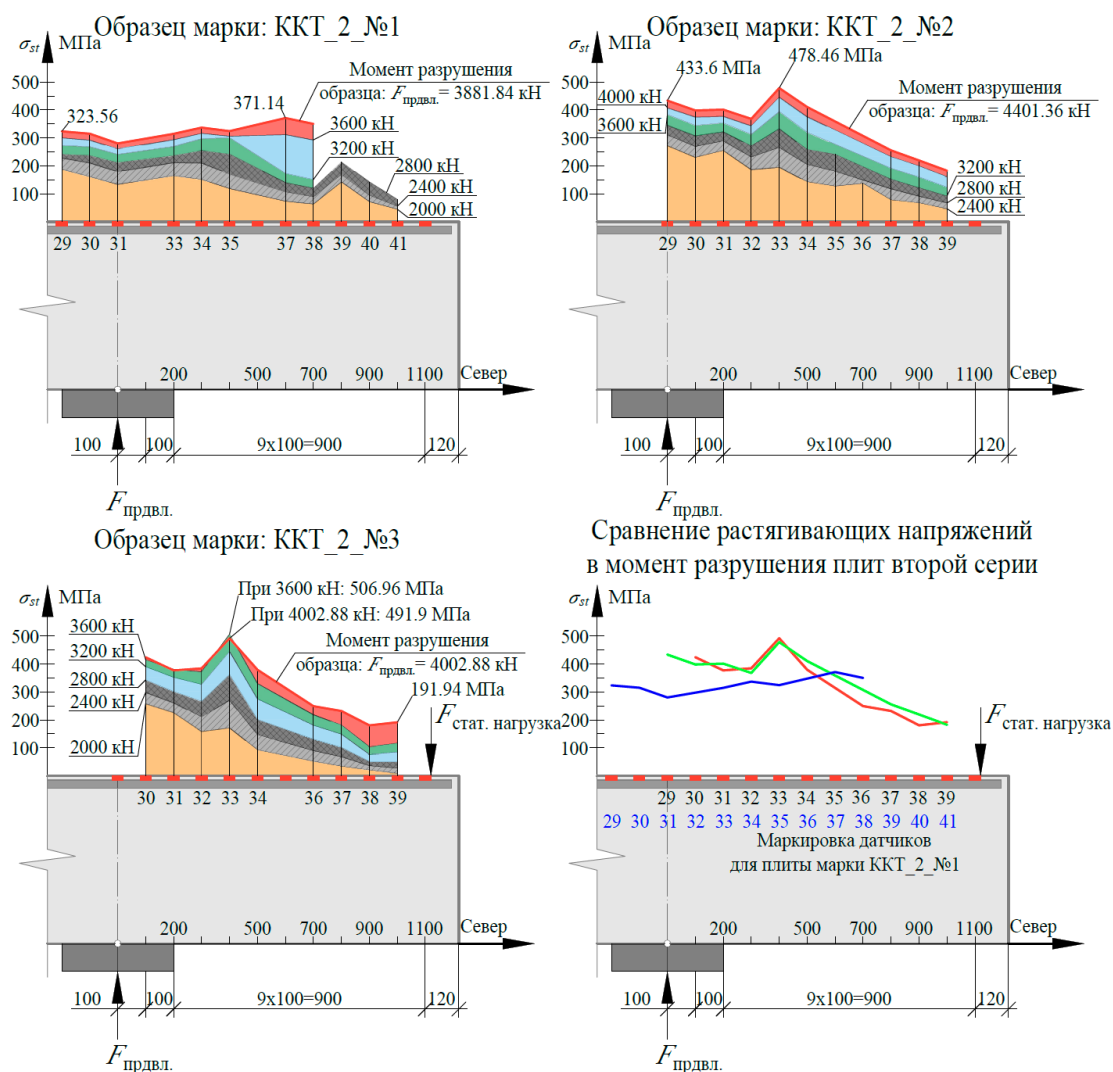 Образец марки: ККТ_2_№1
σst МПа
500
400
300
200
100
323.56
371.14
Момент разрушения
образца: Fпрдвл.= 3881.84 кН
3600 кН
3200 кН
2800 кН
2400 кН
2000 кН
29 30 31 33 34 35 37 38 39 40 41
200 500 700 900 1100 Север
100 100 9x100=900 120
Fпрдвл.
Образец марки: ККТ_2_№2
σst МПа
500
400
300
200
100
433.6 МПа
478.46 МПа
4000 кН
3600 кН
Момент разрушения
образца: Fпрдвл.= 4401.36 кН
3200 кН
2800 кН
2400 кН
29 30 31 32 33 34 35 36 37 38 39
200 500 700 900 1100 Север
100 100 9x100=900 120
Fпрдвл.
Образец марки: ККТ_2_№3
σst МПа
500
400
300
200
100
При 3600 кН: 506.96 МПа
При 4002.88 кН: 491.9 МПа
3600 кН
3200 кН
2800 кН
2400 кН
2000 кН
Момент разрушения
образца: Fпрдвл.= 4002.88 кН
191.94 МПа
Fстат. нагрузка
30 31 32 33 34 36 37 38 39
200 500 700 900 1100 Север
100 100 9x100=900 120
Fпрдвл.
Сравнение растягивающих напряжений
в момент разрушения плит второй серии
σst МПа
500
400
300
200
100
Fстат. нагрузка
29 30 31 32 33 34 35 36 37 38 39
29 30 31 32 33 34 35 36 37 38 39 40 41
Маркировка датчиков
для плиты марки ККТ_2_№1
200 500 700 900 1100 Север
100 100 9x100=900 120
Fпрдвл.